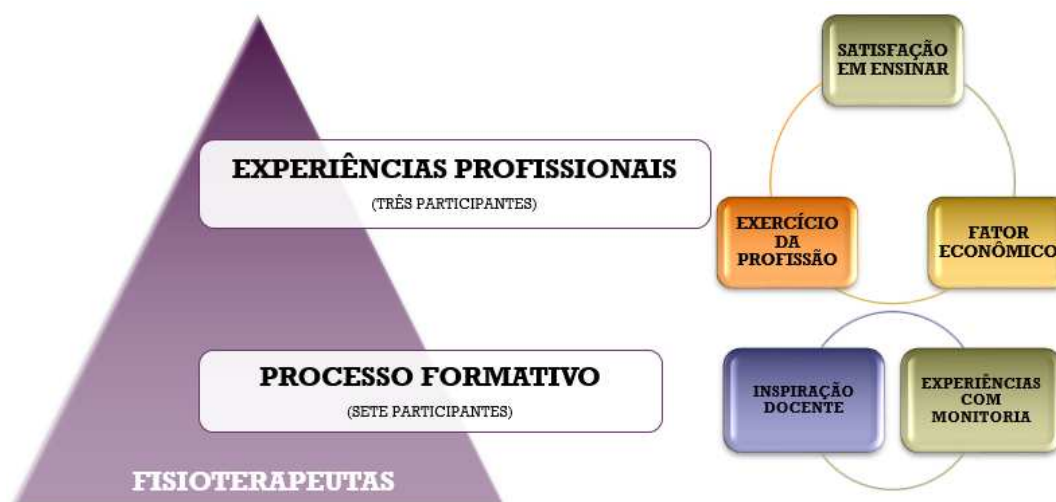 SATISFAÇÃO
EM ENSINAR
EXPERIÊNCIAS PROFISSIONAIS
(TRÊS PARTICIPANTES)
EXERCÍCIO
DA
PROFISSÃO
FATOR
ECONÔMICO
PROCESSO FORMATIVO
(SETE PARTICIPANTES)
INSPIRAÇÃO
DOCENTE
EXPERIÊNCIAS
COM
MONITORIA
FISIOTERAPEUTAS